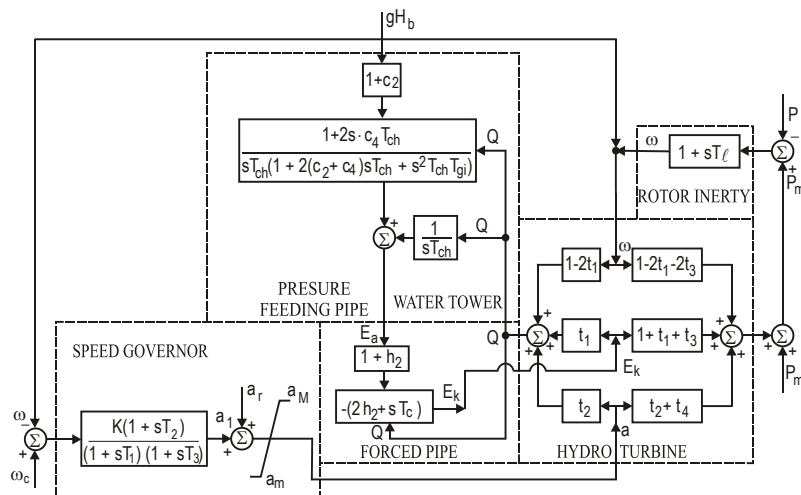 gH_b
1+c_2
1+2s·c_4 T_ch
sT_ch(1+2(c_2+c_4)sT_ch + s^2 T_ch T_gi)
Q
P
−
Σ
+
P_m
ω
1 + sTℓ
ROTOR INERTY
+
Σ
1
sT_ch
Q
PRESURE
FEEDING PIPE
WATER TOWER
ω
1-2t_1
1-2t_1-2t_3
SPEED GOVERNOR
E_a
1 + h_2
Q
+
+
+
Σ
t_1
1+t_1+t_3
E_k
+
+
+
Σ
+
+
Σ
P_m
-(2h_2+sT_c)
E_k
Q
FORCED PIPE
t_2
t_2+t_4
a
HYDRO TURBINE
ω
−
Σ
+
ω_c
K(1+sT_2)
(1+sT_1) (1+sT_3)
a_1
a_r
+
+
Σ
a_M
a_m